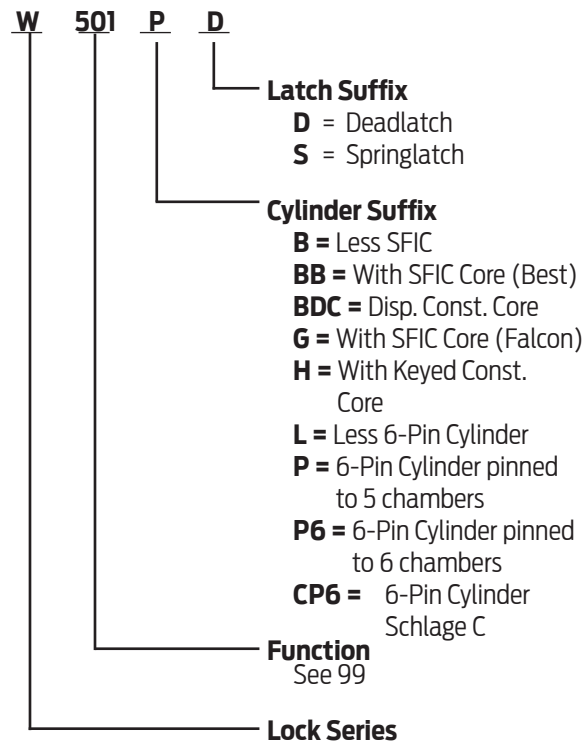 W 501 P D
Latch Suffix
D = Deadlatch
S = Springlatch
Cylinder Suffix
B = Less SFIC
BB = With SFIC Core (Best)
BDC = Disp. Const. Core
G = With SFIC Core (Falcon)
H = With Keyed Const.
Core
L = Less 6-Pin Cylinder
P = 6-Pin Cylinder pinned
to 5 chambers
P6 = 6-Pin Cylinder pinned
to 6 chambers
CP6 = 6-Pin Cylinder
Schlage C
Function
See 99
Lock Series